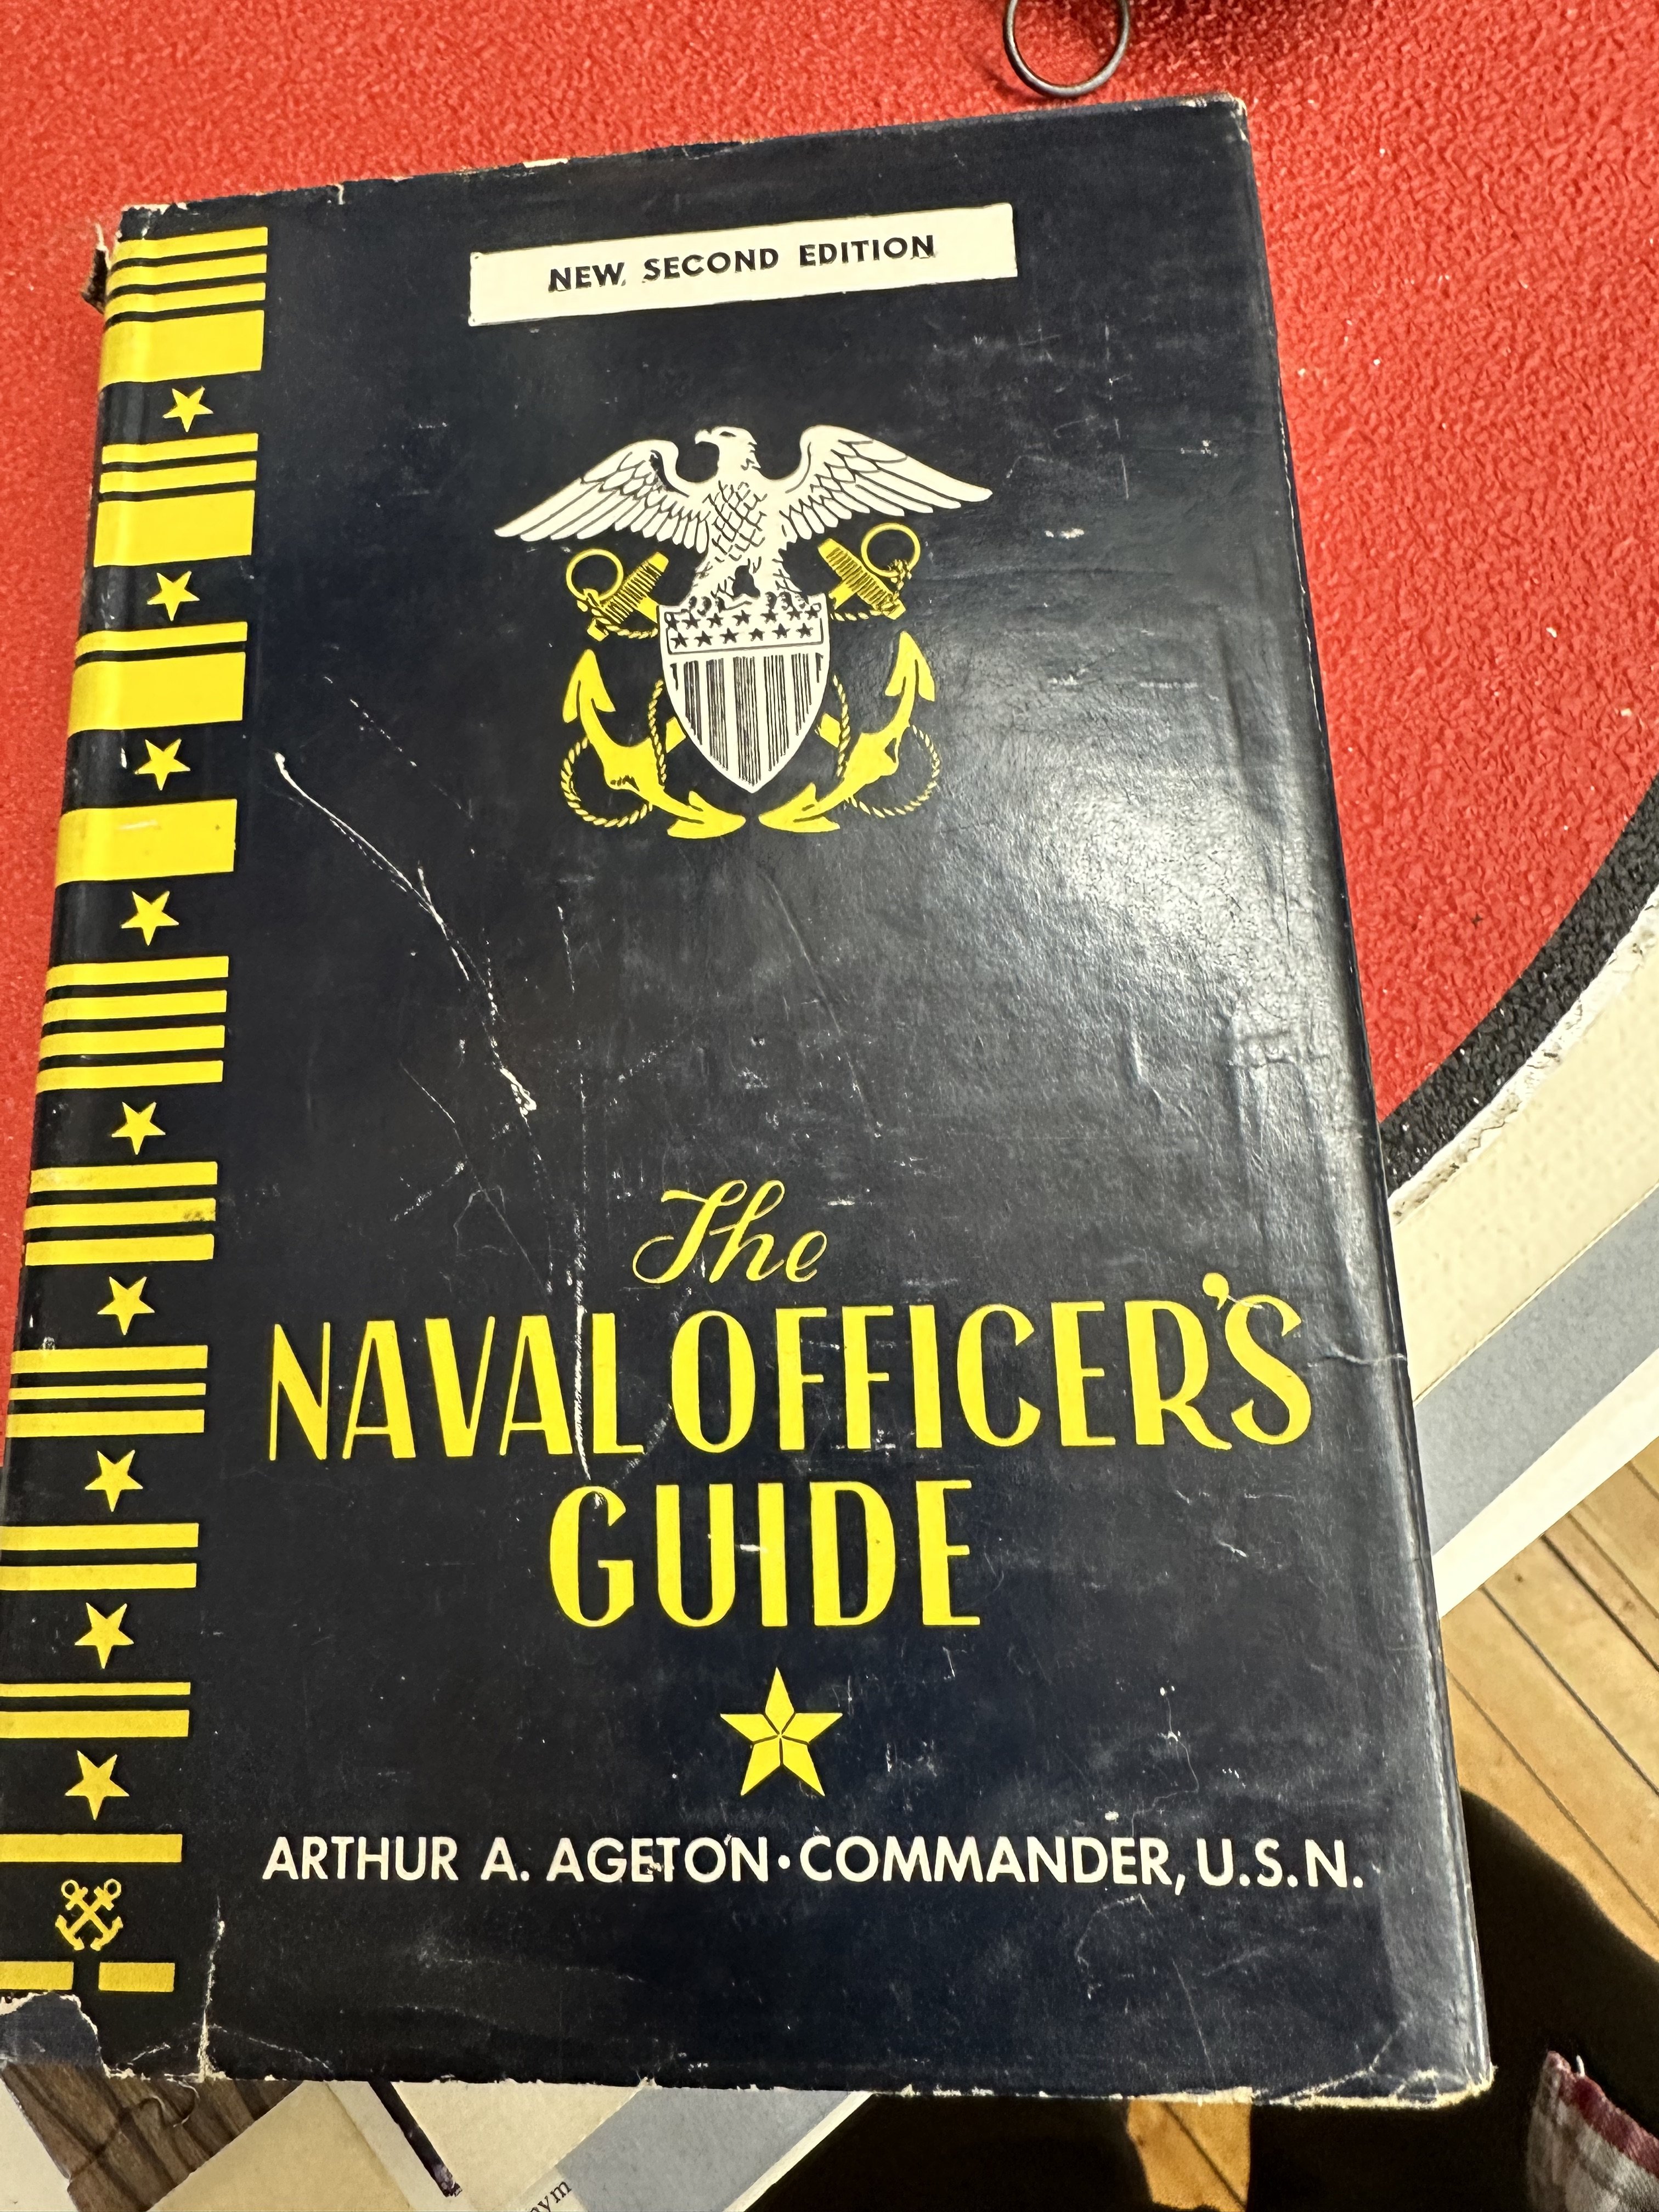 NEW SECOND EDITION
The
NAVAL OFFICER'S
GUIDE
ARTHUR A. AGETON · COMMANDER, U.S.N.